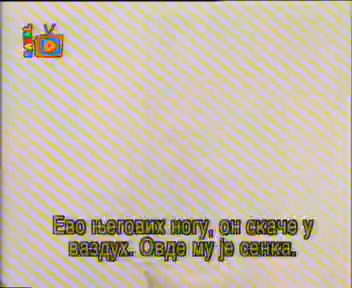 Ево његових ногу, он скаче у
ваздух. Овде му је сенка.